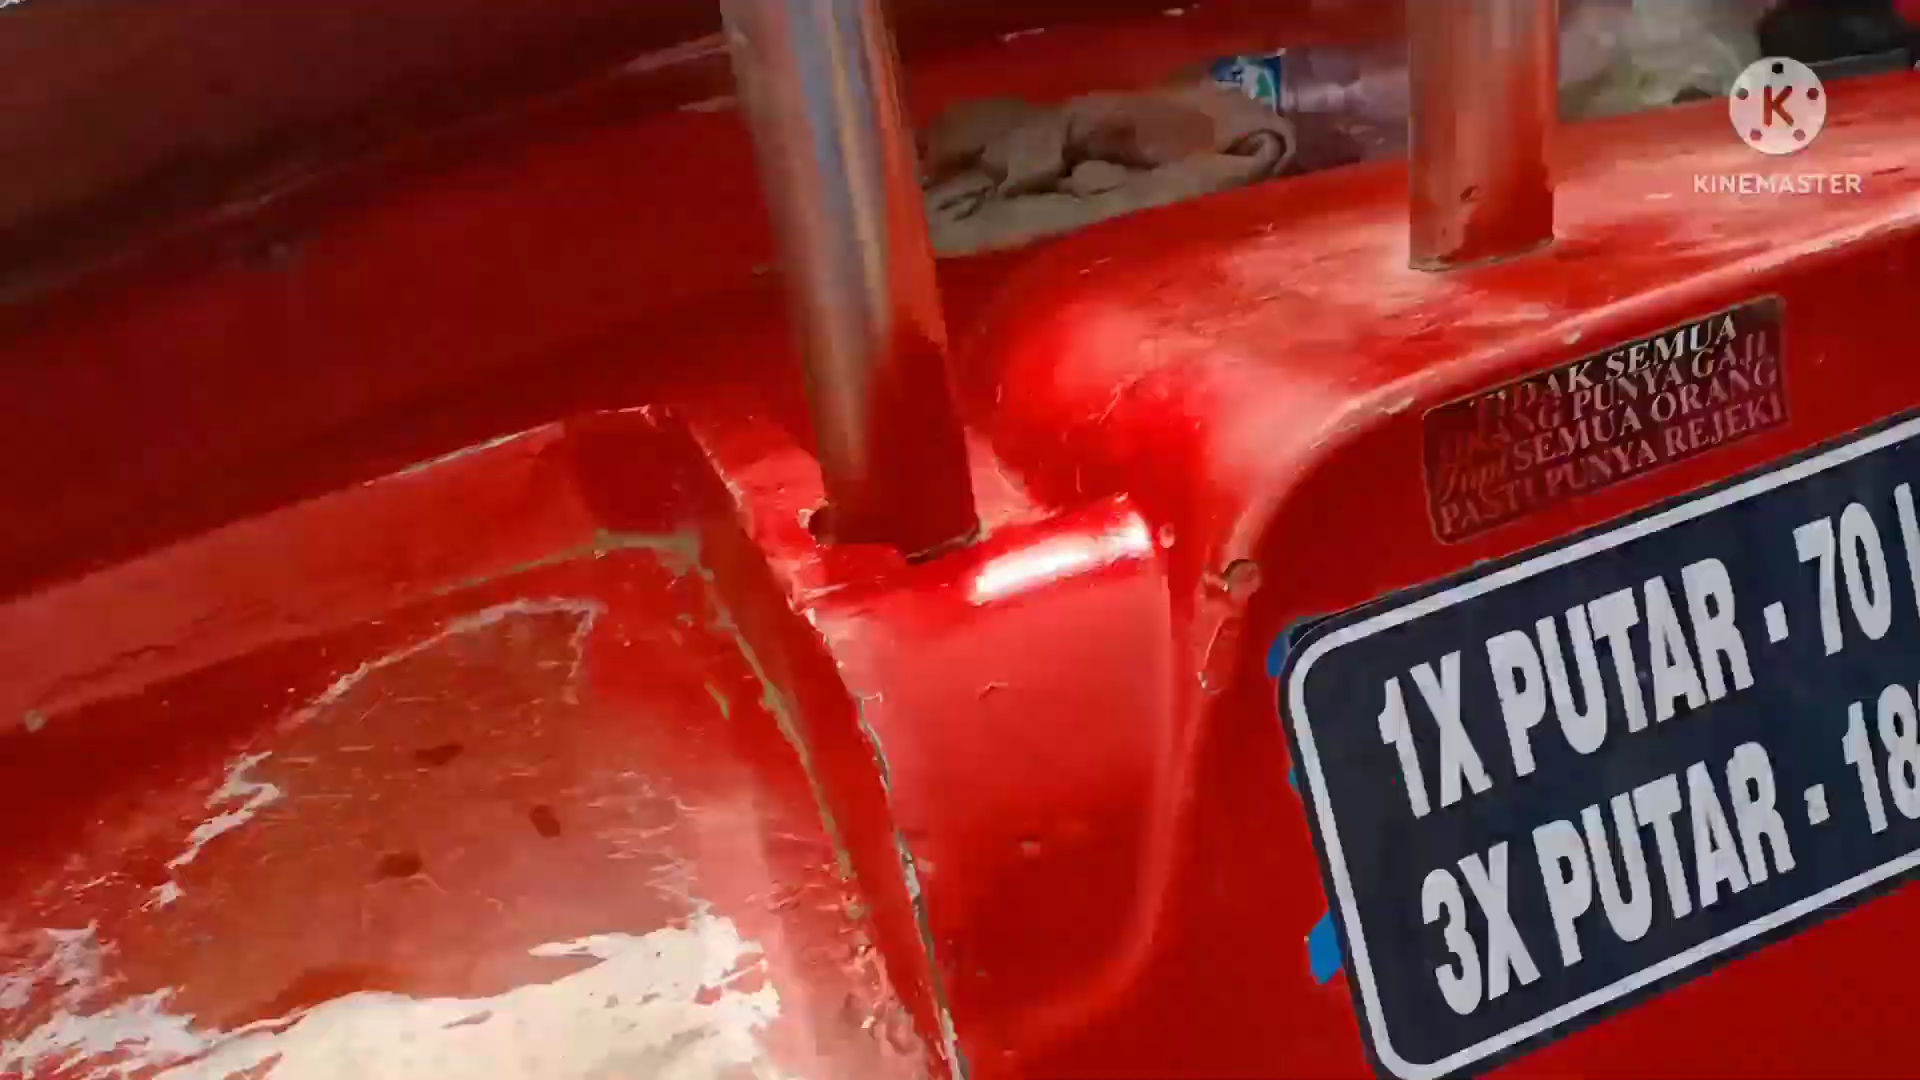 K
KINEMASTER
TIDAK SEMUA
ORANG PUNYA GAJI
Tapi SEMUA ORANG
PASTI PUNYA REJEKI
1X PUTAR - 70
3X PUTAR - 18